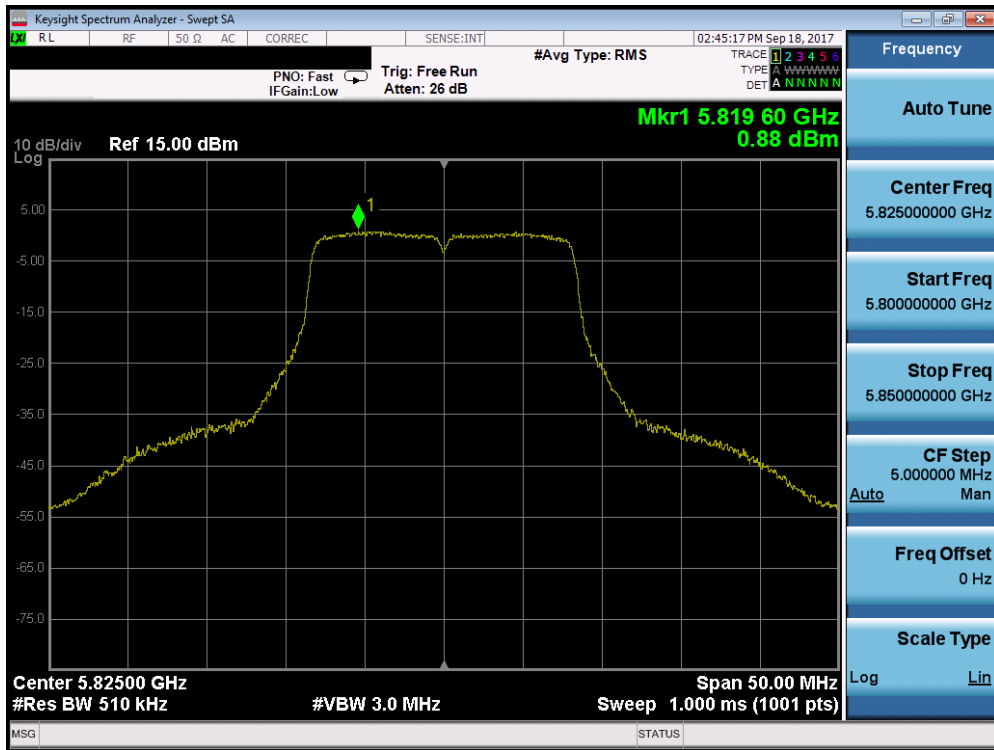 Keysight Spectrum Analyzer - Swept SA
LXI RL RF 50 Ω AC CORREC SENSE:INT 02:45:17 PM Sep 18, 2017
#Avg Type: RMS TRACE 1 2 3 4 5 6
PNO: Fast Trig: Free Run TYPE A WWWWW
IFGain:Low Atten: 26 dB DET A N N N N N
Mkr1 5.819 60 GHz
0.88 dBm
10 dB/div Ref 15.00 dBm
Log
1
5.00
-5.00
-15.0
-25.0
-35.0
-45.0
-55.0
-65.0
-75.0
Center 5.82500 GHz Span 50.00 MHz
#Res BW 510 kHz #VBW 3.0 MHz Sweep 1.000 ms (1001 pts)
MSG STATUS
Frequency
Auto Tune
Center Freq
5.825000000 GHz
Start Freq
5.800000000 GHz
Stop Freq
5.850000000 GHz
CF Step
5.000000 MHz
Auto Man
Freq Offset
0 Hz
Scale Type
Log Lin